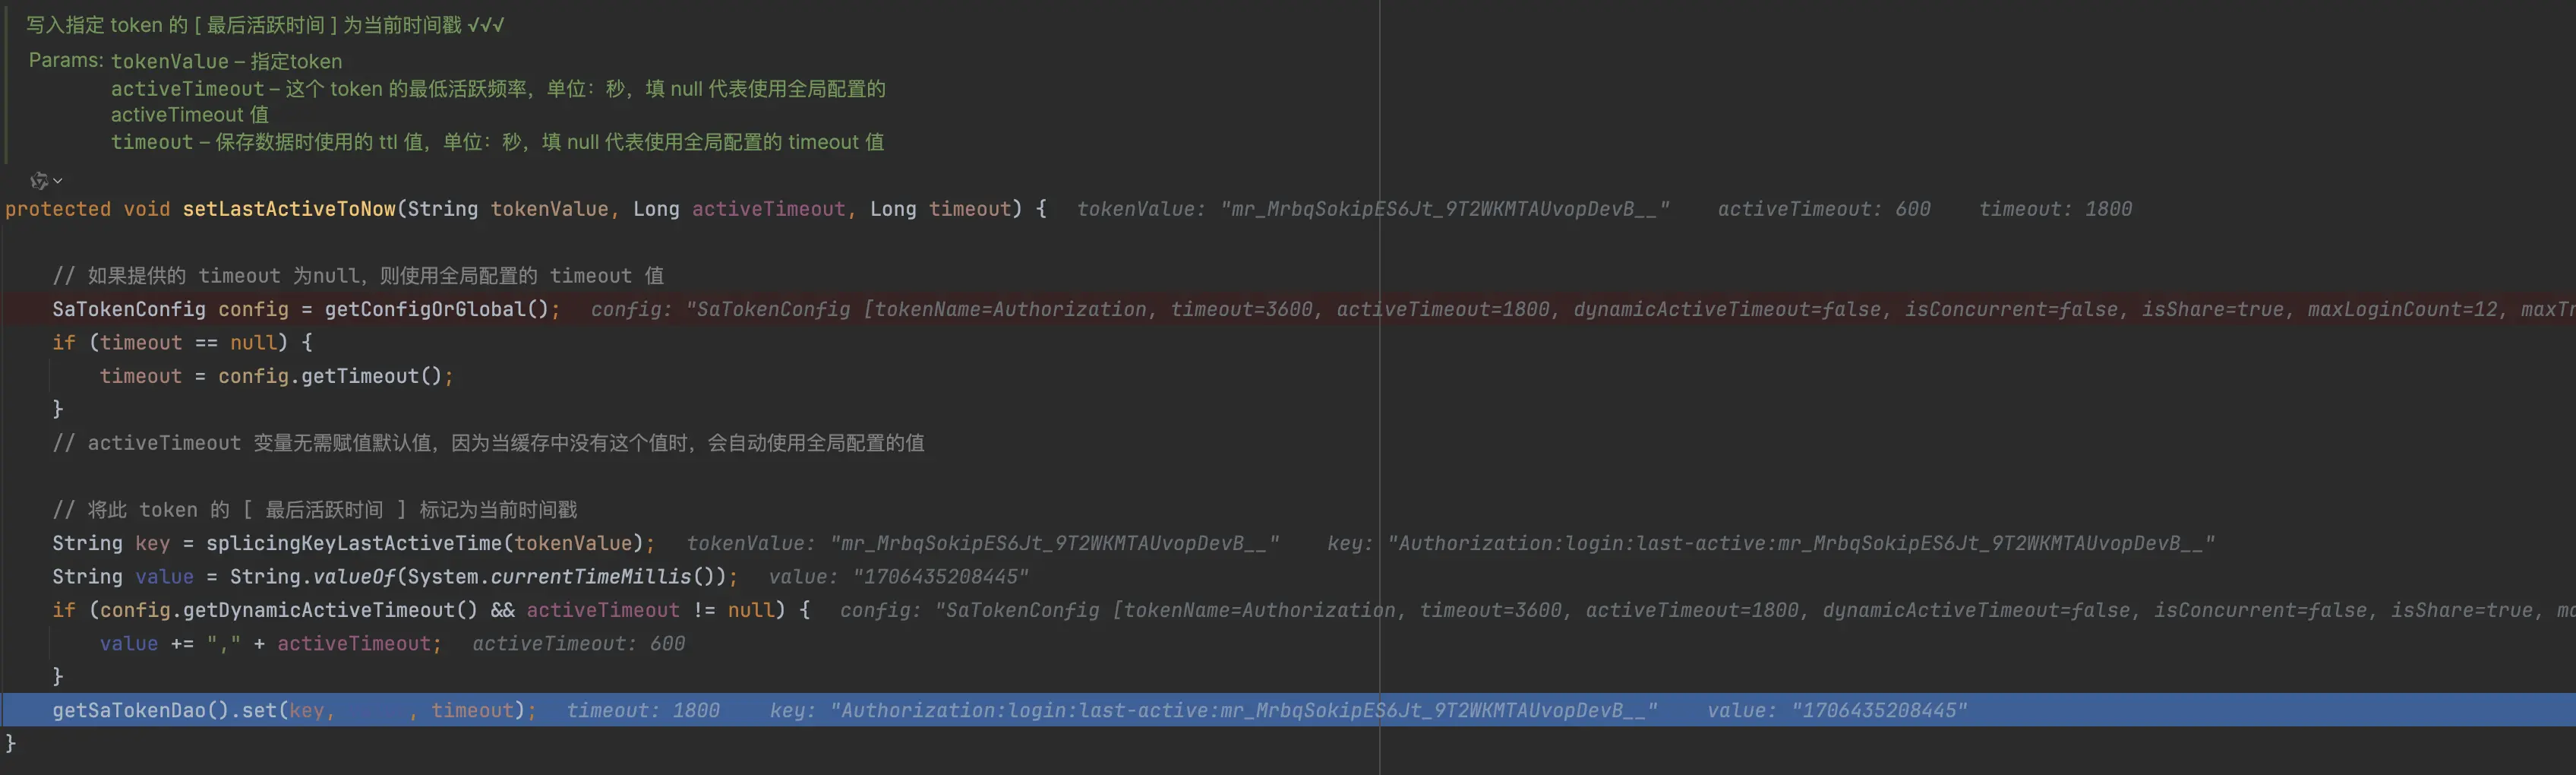 写入指定 token 的 [ 最后活跃时间 ] 为当前时间戳 √√√
Params: tokenValue – 指定token
activeTimeout – 这个 token 的最低活跃频率，单位：秒，填 null 代表使用全局配置的
activeTimeout 值
timeout – 保存数据时使用的 ttl 值，单位：秒，填 null 代表使用全局配置的 timeout 值
protected void setLastActiveToNow(String tokenValue, Long activeTimeout, Long timeout) { tokenValue: "mr_MrbqSokipES6Jt_9T2WKMTAUvopDevB__" activeTimeout: 600 timeout: 1800
// 如果提供的 timeout 为null，则使用全局配置的 timeout 值
SaTokenConfig config = getConfigOrGlobal(); config: "SaTokenConfig [tokenName=Authorization, timeout=3600, activeTimeout=1800, dynamicActiveTimeout=false, isConcurrent=false, isShare=true, maxLoginCount=12, maxTr
if (timeout == null) {
timeout = config.getTimeout();
}
// activeTimeout 变量无需赋值默认值，因为当缓存中没有这个值时，会自动使用全局配置的值
// 将此 token 的 [ 最后活跃时间 ] 标记为当前时间戳
String key = splicingKeyLastActiveTime(tokenValue); tokenValue: "mr_MrbqSokipES6Jt_9T2WKMTAUvopDevB__" key: "Authorization:login:last-active:mr_MrbqSokipES6Jt_9T2WKMTAUvopDevB__"
String value = String.valueOf(System.currentTimeMillis()); value: "1706435208445"
if (config.getDynamicActiveTimeout() && activeTimeout != null) { config: "SaTokenConfig [tokenName=Authorization, timeout=3600, activeTimeout=1800, dynamicActiveTimeout=false, isConcurrent=false, isShare=true, ma
value += "," + activeTimeout; activeTimeout: 600
}
getSaTokenDao().set(key, , timeout); timeout: 1800 key: "Authorization:login:last-active:mr_MrbqSokipES6Jt_9T2WKMTAUvopDevB__" value: "1706435208445"
}